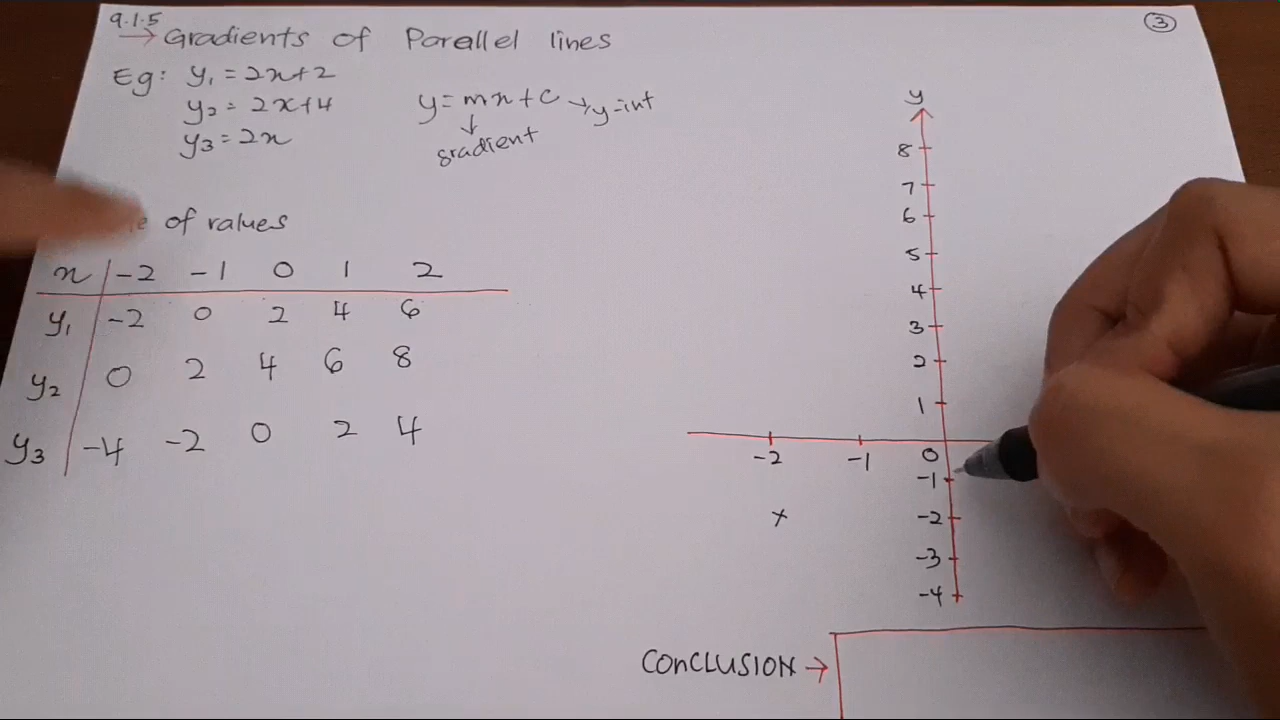 9.1.5
→ Gradients of Parallel lines
③
Eg: y₁ = 2x+2
y₂ = 2x+4
y₃ = 2x
y = mx + c → y-int
↓
gradient
of values
x -2 -1 0 1 2
y₁ -2 0 2 4 6
y₂ 0 2 4 6 8
y₃ -4 -2 0 2 4
y
8
7
6
5
4
3
2
1
-2 -1 0
-1
-2
-3
-4
CONCLUSION →